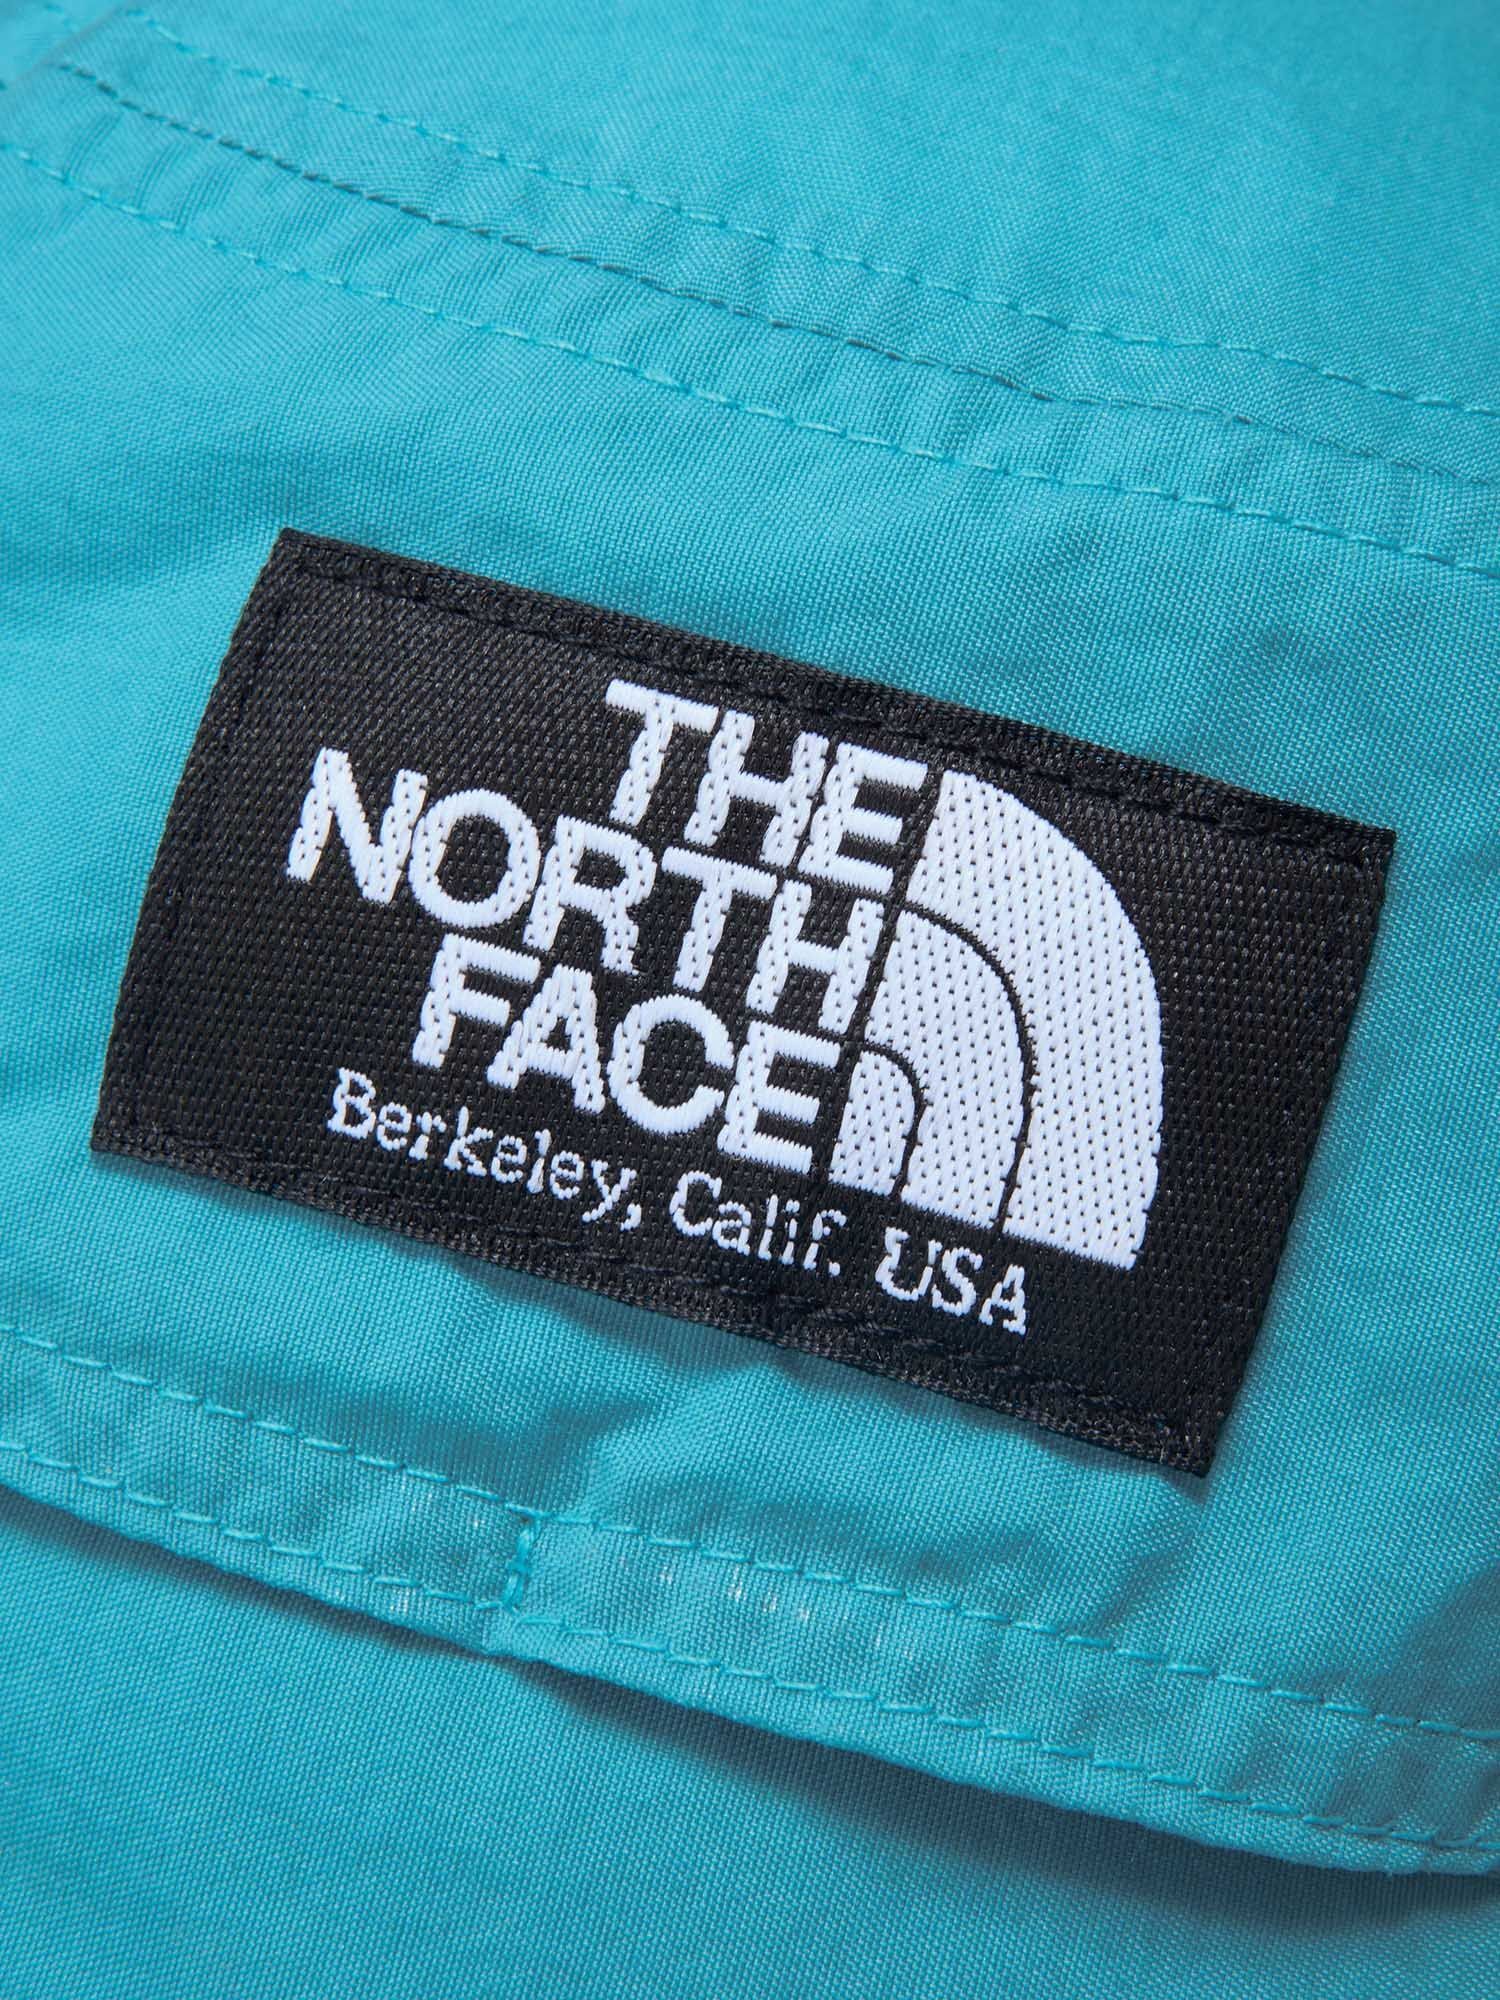 THE
NORTH
FACE
Berkeley, Calif. USA